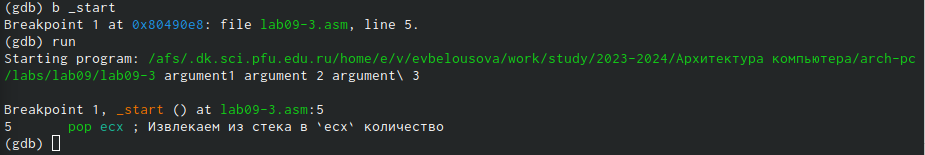 (gdb) b _start
Breakpoint 1 at 0x80490e8: file lab09-3.asm, line 5.
(gdb) run
Starting program: /afs/.dk.sci.pfu.edu.ru/home/e/v/evbelousova/work/study/2023-2024/Архитектура компьютера/arch-pc
/labs/lab09/lab09-3 argument1 argument 2 argument\ 3
Breakpoint 1, _start () at lab09-3.asm:5
5       pop ecx ; Извлекаем из стека в `ecx` количество
(gdb)